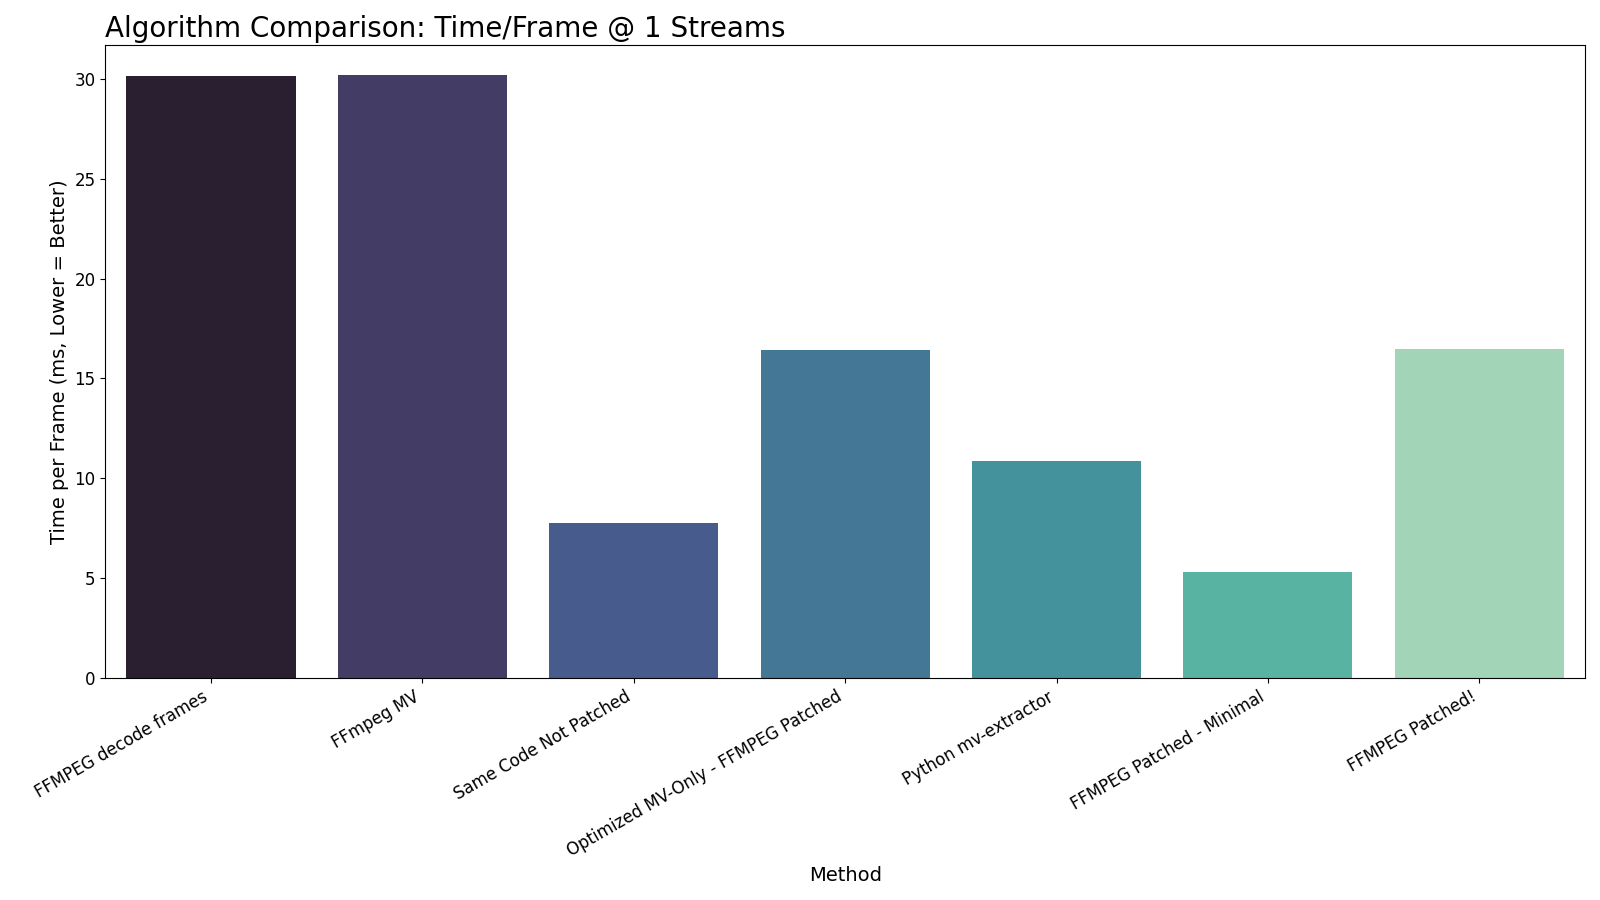 Algorithm Comparison: Time/Frame @ 1 Streams
Time per Frame (ms, Lower = Better)
30
25
20
15
10
5
0
FFMPEG decode frames
FFmpeg MV
Same Code Not Patched
Optimized MV-Only - FFMPEG Patched
Python mv-extractor
FFMPEG Patched - Minimal
FFMPEG Patched!
Method